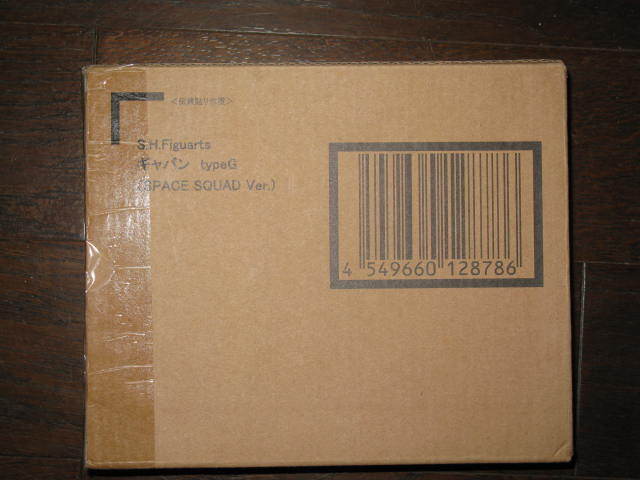 S.H.Figuarts
ギャバン typeG
(SPACE SQUAD Ver.)
4 549660 128786